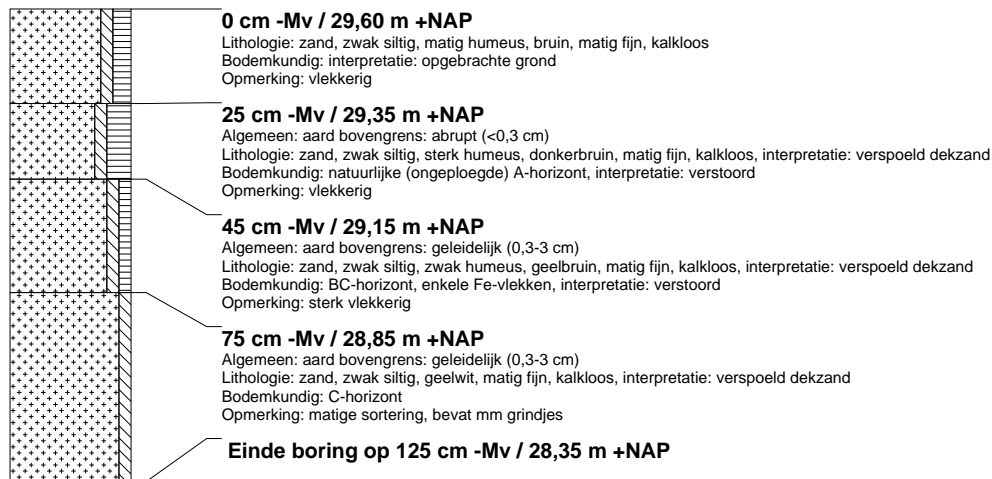 0 cm -Mv / 29,60 m +NAP
Lithologie: zand, zwak siltig, matig humeus, bruin, matig fijn, kalkloos
Bodemkundig: interpretatie: opgebrachte grond
Opmerking: vlekkerig
25 cm -Mv / 29,35 m +NAP
Algemeen: aard bovengrens: abrupt (<0,3 cm)
Lithologie: zand, zwak siltig, sterk humeus, donkerbruin, matig fijn, kalkloos, interpretatie: verspoeld dekzand
Bodemkundig: natuurlijke (ongeploegde) A-horizont, interpretatie: verstoord
Opmerking: vlekkerig
45 cm -Mv / 29,15 m +NAP
Algemeen: aard bovengrens: geleidelijk (0,3-3 cm)
Lithologie: zand, zwak siltig, zwak humeus, geelbruin, matig fijn, kalkloos, interpretatie: verspoeld dekzand
Bodemkundig: BC-horizont, enkele Fe-vlekken, interpretatie: verstoord
Opmerking: sterk vlekkerig
75 cm -Mv / 28,85 m +NAP
Algemeen: aard bovengrens: geleidelijk (0,3-3 cm)
Lithologie: zand, zwak siltig, geelwit, matig fijn, kalkloos, interpretatie: verspoeld dekzand
Bodemkundig: C-horizont
Opmerking: matige sortering, bevat mm grindjes
Einde boring op 125 cm -Mv / 28,35 m +NAP